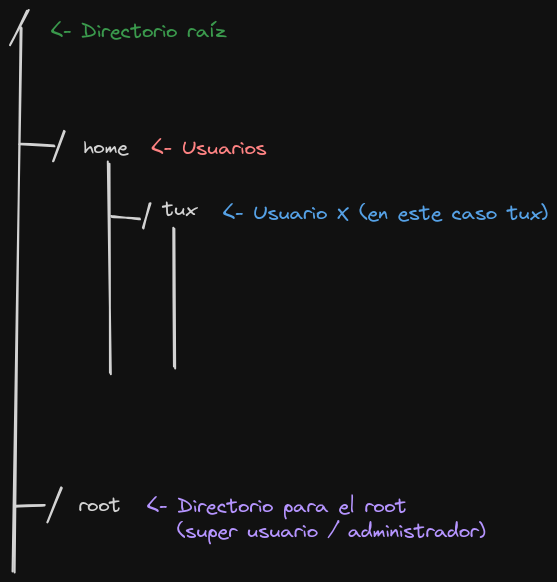 / <- Directorio raíz
/ home <- Usuarios
/ tux <- Usuario X (en este caso tux)
/ root <- Directorio para el root
(super usuario / administrador)